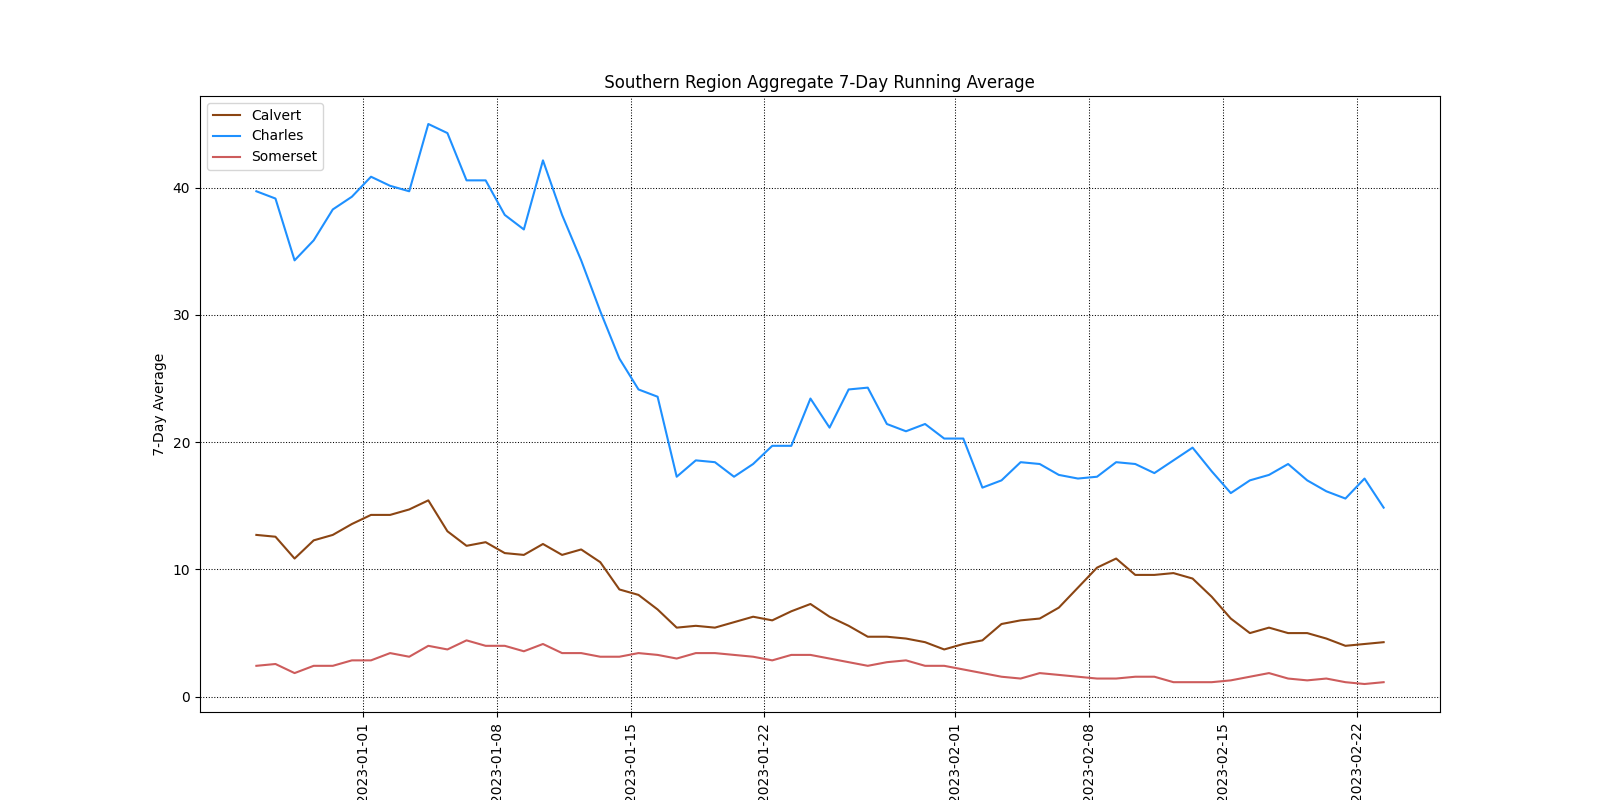 Southern Region Aggregate 7-Day Running Average
Calvert
Charles
Somerset
7-Day Average
40
30
20
10
0
2023-01-01
2023-01-08
2023-01-15
2023-01-22
2023-02-01
2023-02-08
2023-02-15
2023-02-22